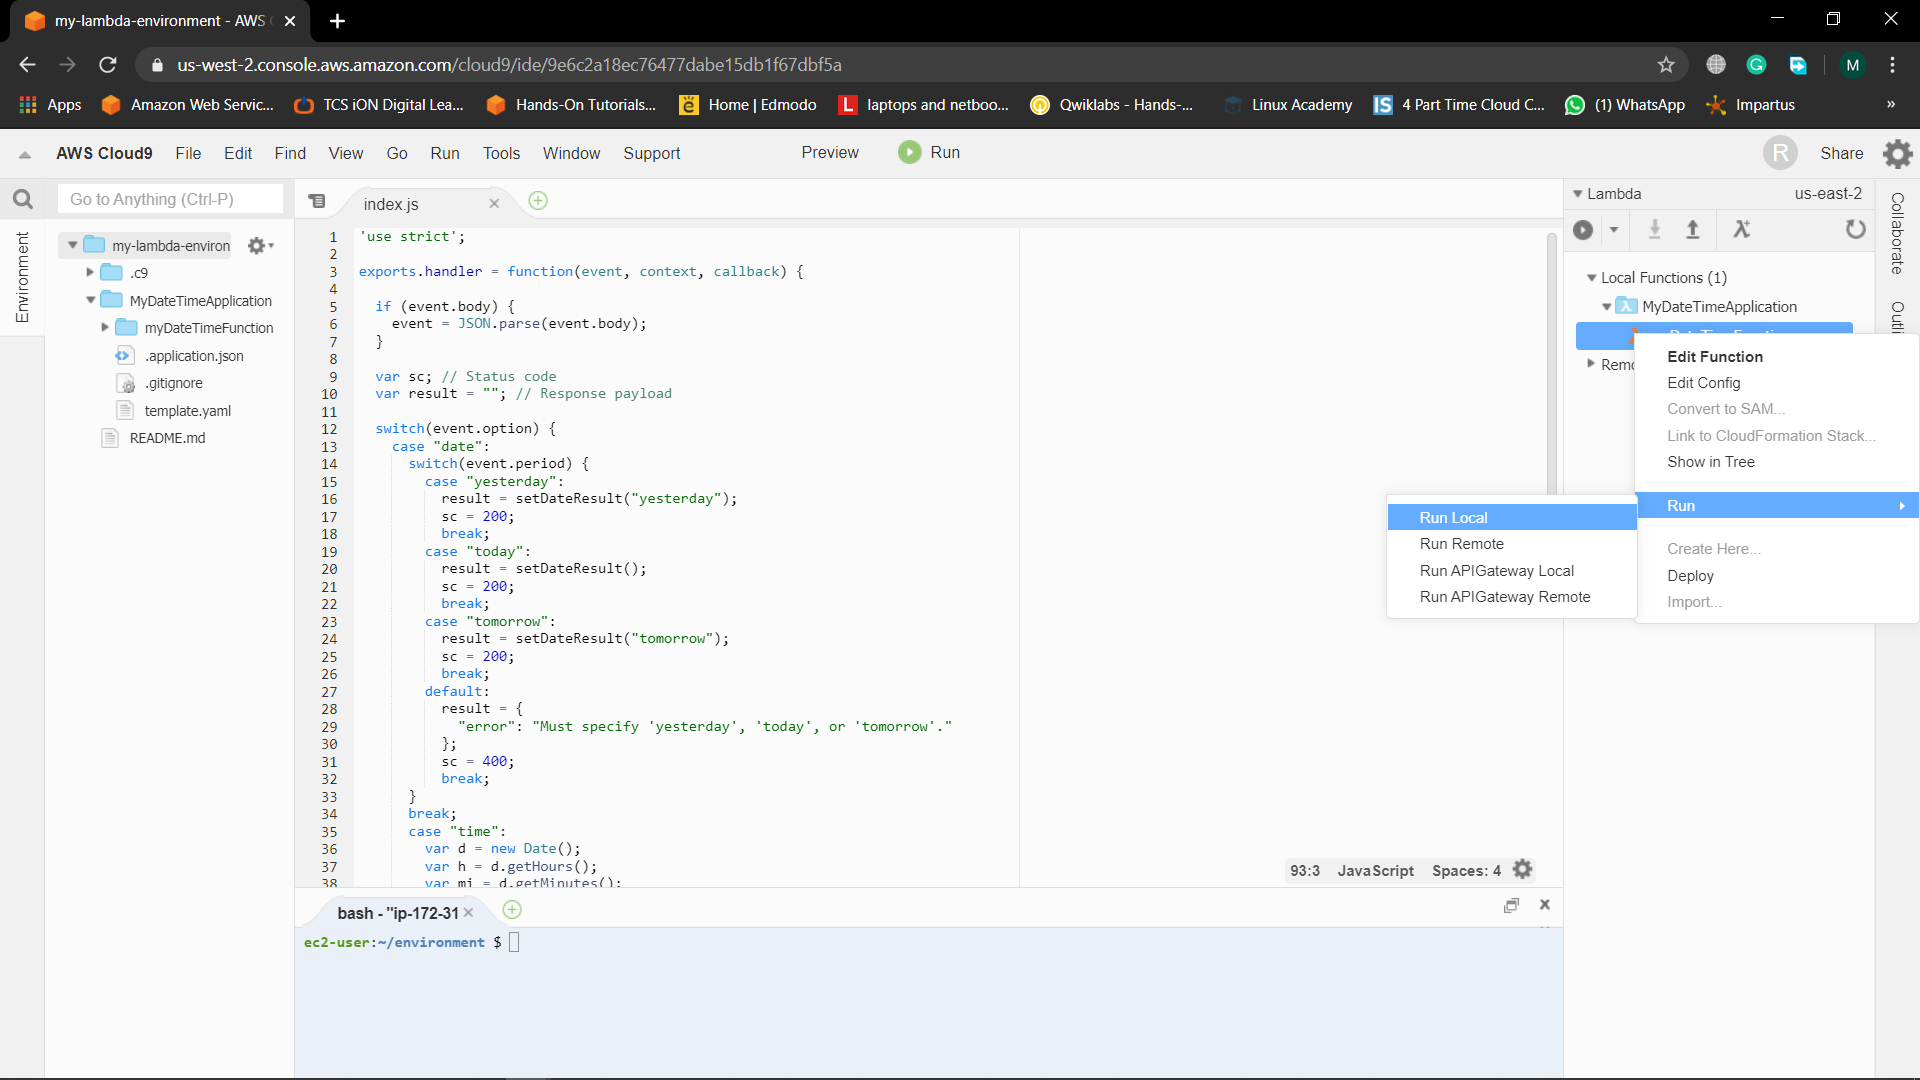 my-lambda-environment - AWS C
us-west-2.console.aws.amazon.com/cloud9/ide/9e6c2a18ec76477dabe15db1f67dbf5a
M
Apps
Amazon Web Servic...
TCS iON Digital Lea...
Hands-On Tutorials...
Home | Edmodo
laptops and netboo...
Qwiklabs - Hands-...
Linux Academy
4 Part Time Cloud C...
(1) WhatsApp
Impartus
»
AWS Cloud9 File Edit Find View Go Run Tools Window Support Preview Run
R Share
Go to Anything (Ctrl-P)
Environment
my-lambda-environ
.c9
MyDateTimeApplication
myDateTimeFunction
.application.json
.gitignore
template.yaml
README.md
index.js
1 'use strict';
2
3 exports.handler = function(event, context, callback) {
4
5 if (event.body) {
6 event = JSON.parse(event.body);
7 }
8
9 var sc; // Status code
10 var result = ""; // Response payload
11
12 switch(event.option) {
13 case "date":
14 switch(event.period) {
15 case "yesterday":
16 result = setDateResult("yesterday");
17 sc = 200;
18 break;
19 case "today":
20 result = setDateResult();
21 sc = 200;
22 break;
23 case "tomorrow":
24 result = setDateResult("tomorrow");
25 sc = 200;
26 break;
27 default:
28 result = {
29 "error": "Must specify 'yesterday', 'today', or 'tomorrow'."
30 };
31 sc = 400;
32 break;
33 }
34 break;
35 case "time":
36 var d = new Date();
37 var h = d.getHours();
38 var mi = d.getMinutes();
93:3 JavaScript Spaces: 4
bash - "ip-172-31
ec2-user:~/environment $
Lambda us-east-2
Local Functions (1)
MyDateTimeApplication
Remo
Edit Function
Edit Config
Convert to SAM...
Link to CloudFormation Stack...
Show in Tree
Run
Create Here...
Deploy
Import...
Run Local
Run Remote
Run APIGateway Local
Run APIGateway Remote
Collaborate
Outli